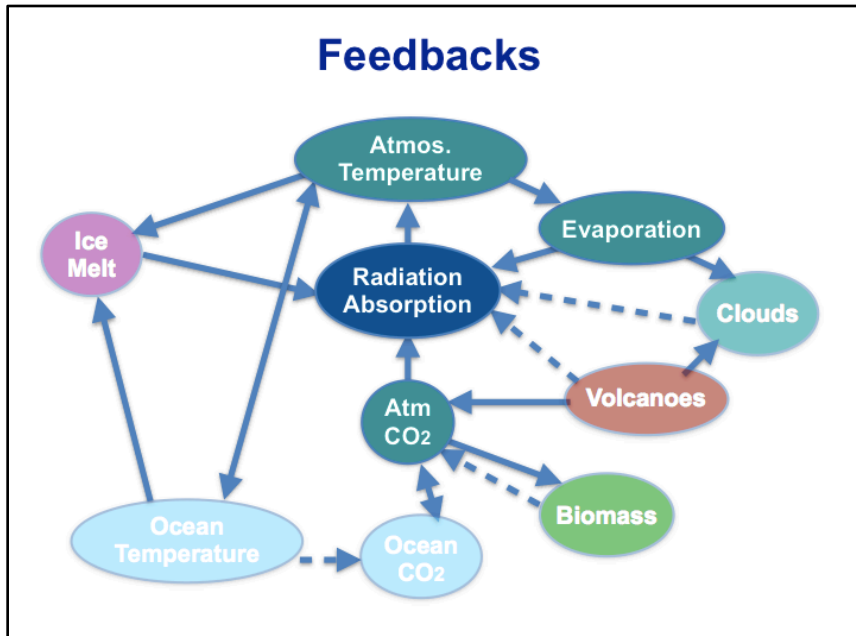 Feedbacks
Atmos.
Temperature
Evaporation
Ice
Melt
Radiation
Absorption
Clouds
Volcanoes
Atm
CO₂
Biomass
Ocean
Temperature
Ocean
CO₂